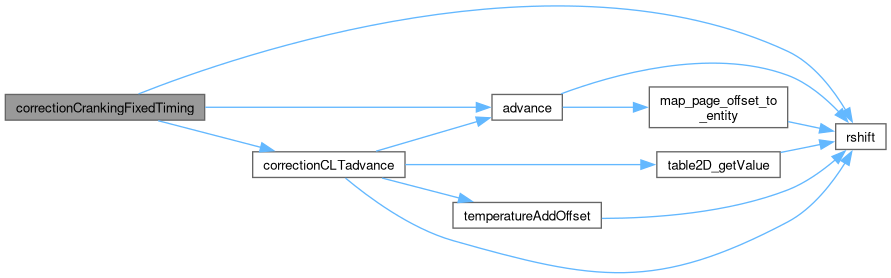 correctionCrankingFixedTiming
correctionCLTadvance
advance
temperatureAddOffset
map_page_offset_to
_entity
table2D_getValue
rshift